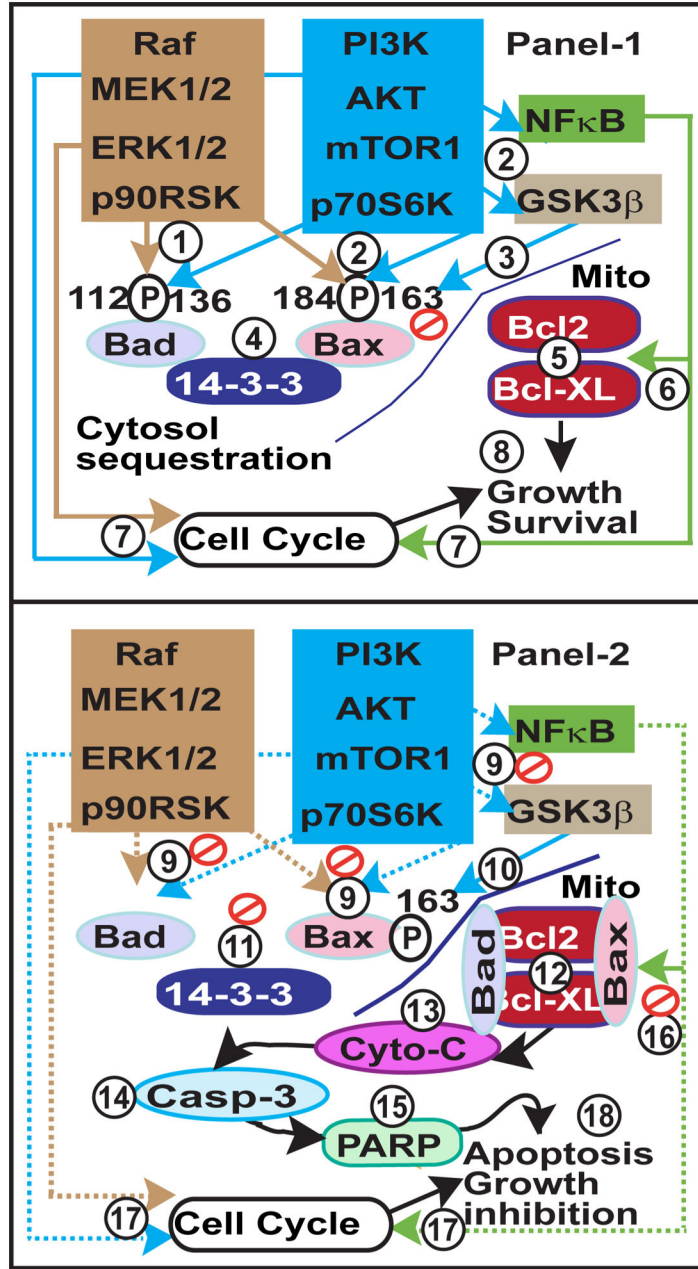 Raf
PI3K
Panel-1
MEK1/2
AKT
NFκB
ERK1/2
mTOR1
2
p90RSK
p70S6K
GSK3β
1
2
3
112 P 136
184 P 163
Mito
Bad
4
Bax
Bcl2
14-3-3
5
Bcl-XL
6
Cytosol
sequestration
8
Growth
Survival
7
Cell Cycle
7
Raf
PI3K
Panel-2
MEK1/2
AKT
NFκB
ERK1/2
mTOR1
9
p90RSK
p70S6K
GSK3β
9
9
163
10
Mito
Bad
11
Bax
P
Bad
Bcl2
Bax
14-3-3
12
Bcl-XL
13
16
Cyto-C
14
Casp-3
15
18
PARP
Apoptosis
Growth
inhibition
17
Cell Cycle
17